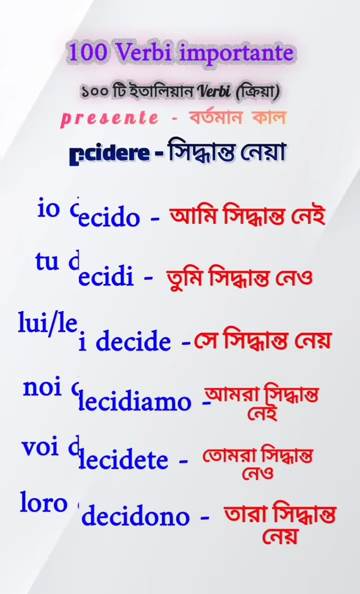 100 Verbi importante
১০০ টি ইতালিয়ান Verbi (ক্রিয়া)
presente - বর্তমান কাল
decidere - সিদ্ধান্ত নেয়া
io decido - আমি সিদ্ধান্ত নেই
tu decidi - তুমি সিদ্ধান্ত নেও
lui/lei decide - সে সিদ্ধান্ত নেয়
noi decidiamo - আমরা সিদ্ধান্ত
নেই
voi decidete - তোমরা সিদ্ধান্ত
নেও
loro decidono - তারা সিদ্ধান্ত
নেয়